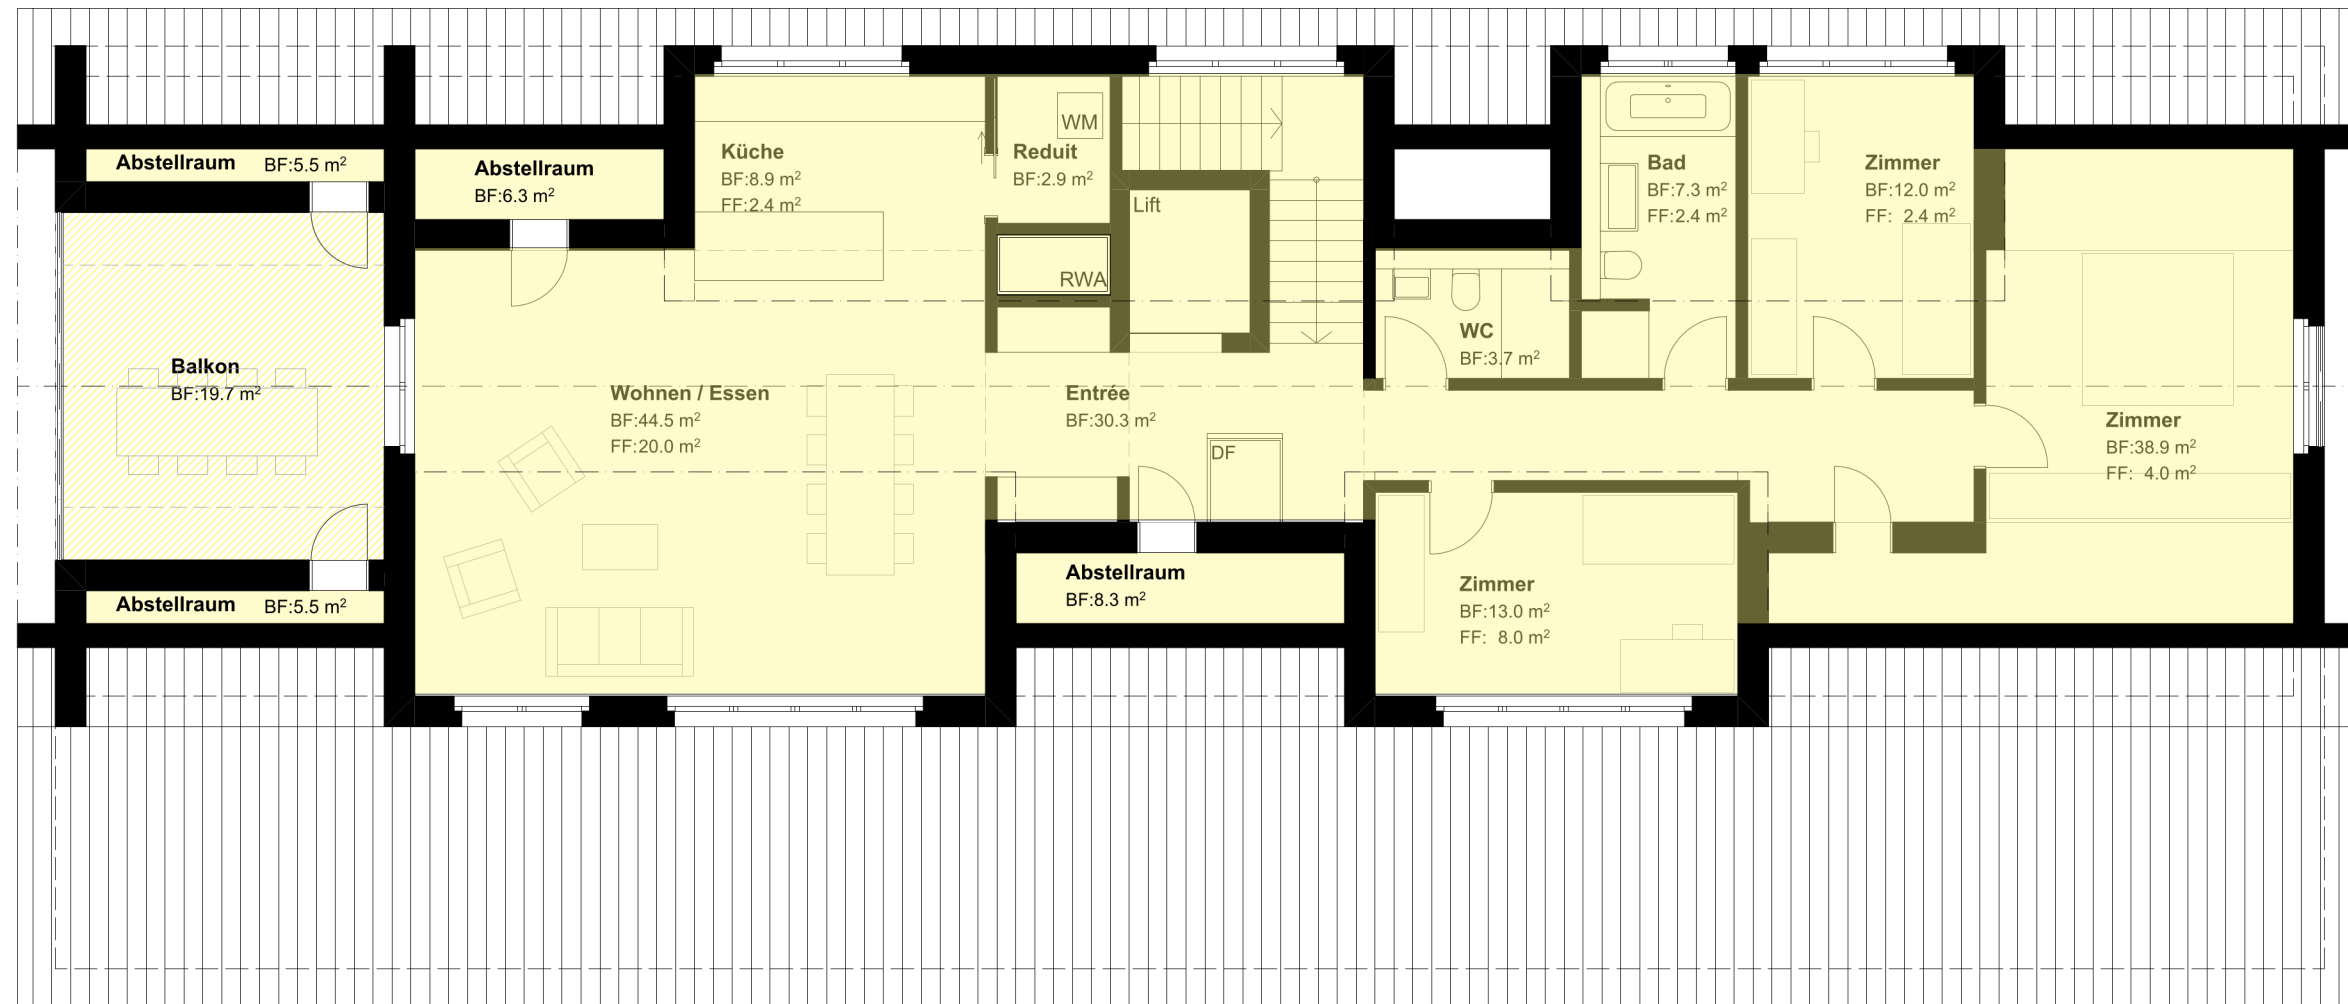 Abstellraum BF:5.5 m²
Balkon
BF:19.7 m²
Abstellraum BF:5.5 m²
Abstellraum
BF:6.3 m²
Küche
BF:8.9 m²
FF:2.4 m²
Reduit
BF:2.9 m²
WM
Lift
RWA
Wohnen / Essen
BF:44.5 m²
FF:20.0 m²
Entrée
BF:30.3 m²
DF
Abstellraum
BF:8.3 m²
WC
BF:3.7 m²
Bad
BF:7.3 m²
FF:2.4 m²
Zimmer
BF:12.0 m²
FF: 2.4 m²
Zimmer
BF:38.9 m²
FF: 4.0 m²
Zimmer
BF:13.0 m²
FF: 8.0 m²